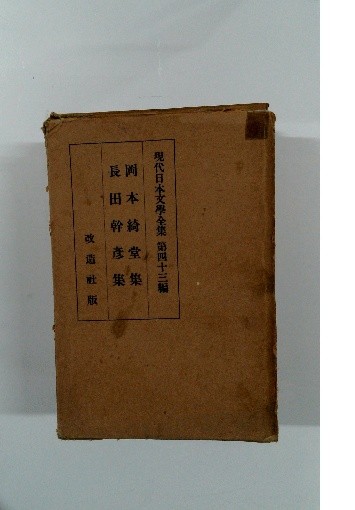 現代日本文學全集 第四十三編
岡本綺堂集
長田幹彦集
改造社版